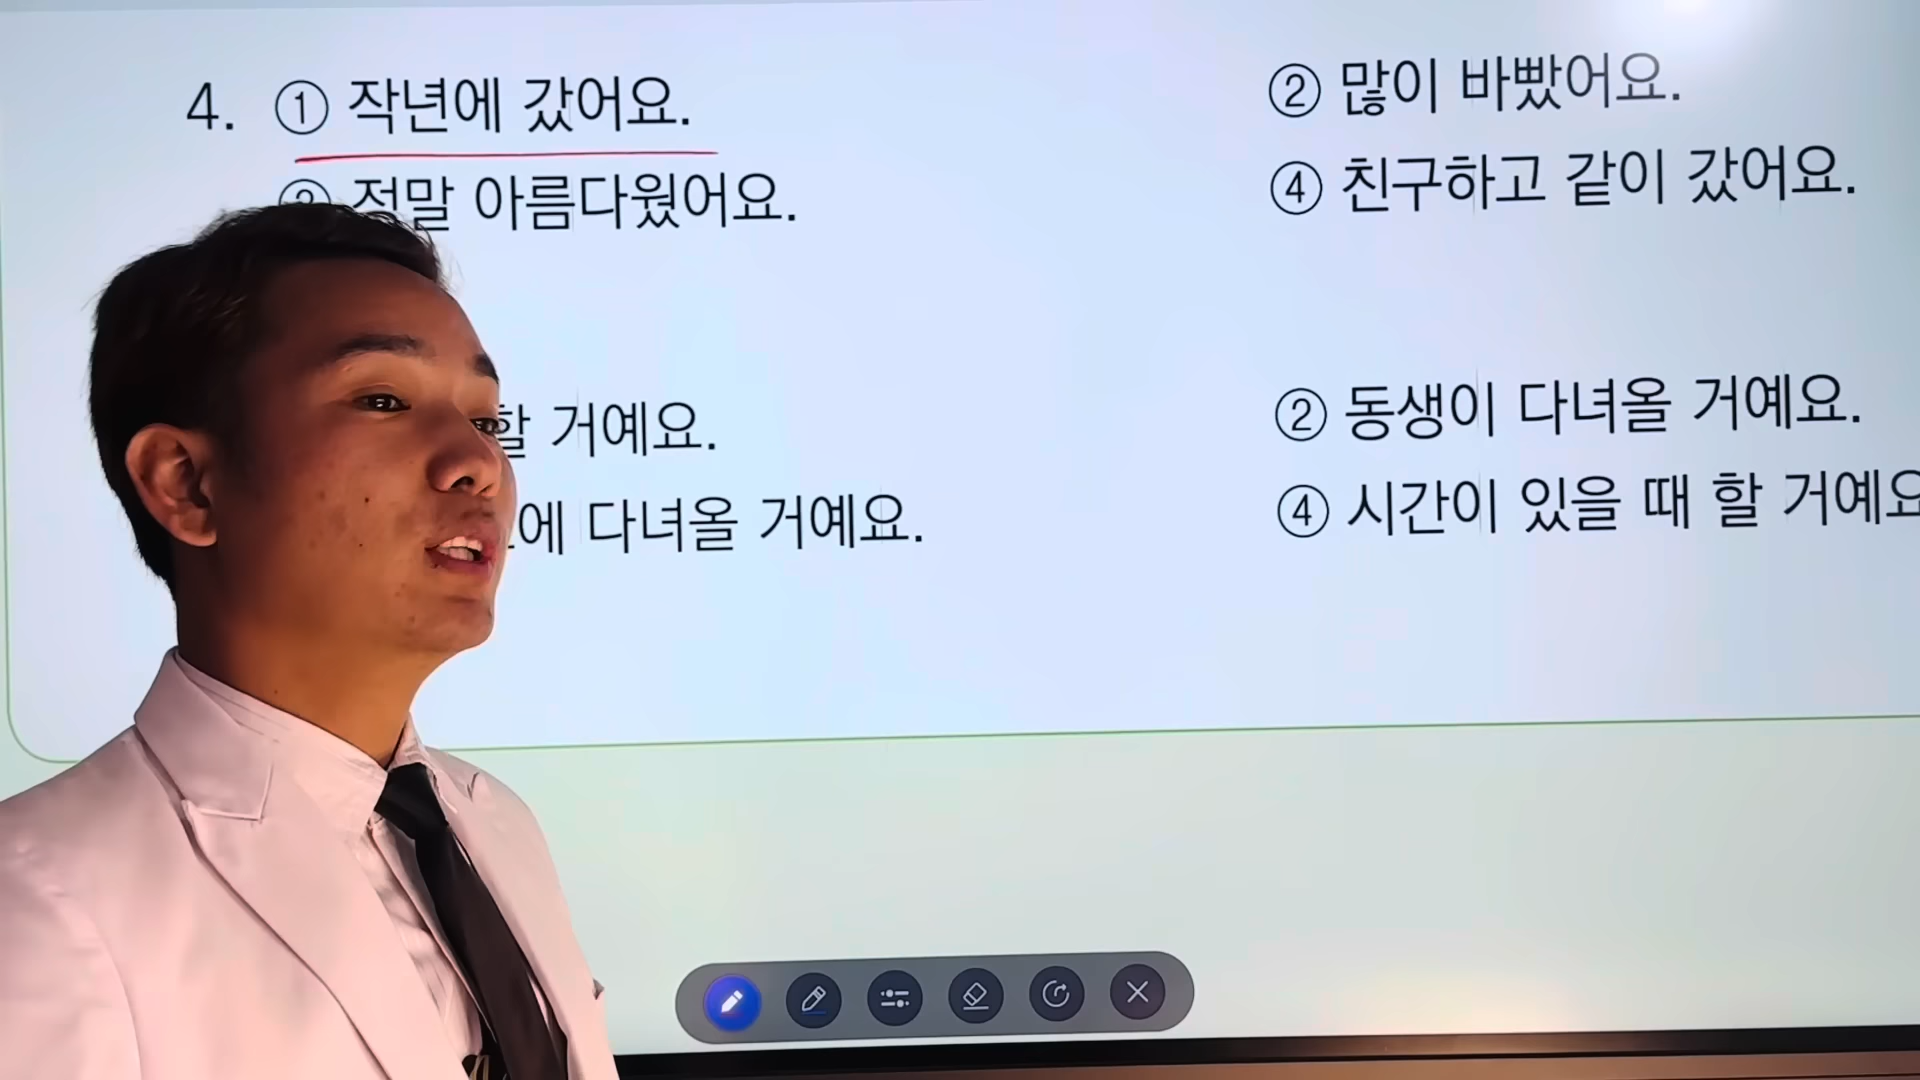 4. ① 작년에 갔어요. ② 많이 바빴어요.
③ 정말 아름다웠어요. ④ 친구하고 같이 갔어요.
할 거예요. ② 동생이 다녀올 거예요.
에 다녀올 거예요. ④ 시간이 있을 때 할 거예요